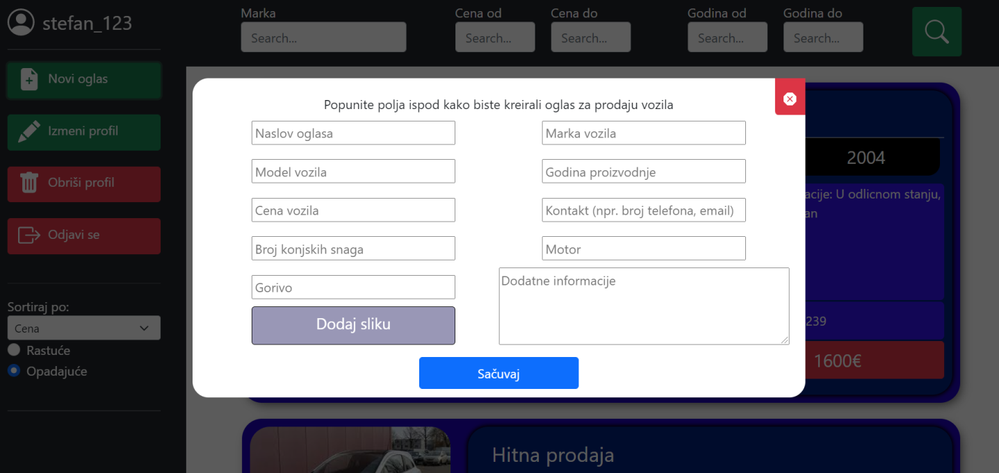 stefan_123
Marka
Cena od
Cena do
Godina od
Godina do
Search...
Search...
Search...
Search...
Search...
Novi oglas
Izmeni profil
Obriši profil
Odjavi se
Sortiraj po:
Cena
Rastuće
Opadajuće
Popunite polja ispod kako biste kreirali oglas za prodaju vozila
Naslov oglasa
Marka vozila
Model vozila
Godina proizvodnje
Cena vozila
Kontakt (npr. broj telefona, email)
Broj konjskih snaga
Motor
Gorivo
Dodatne informacije
Dodaj sliku
Sačuvaj
2004
acije: U odlicnom stanju,
an
239
1600€
Hitna prodaja